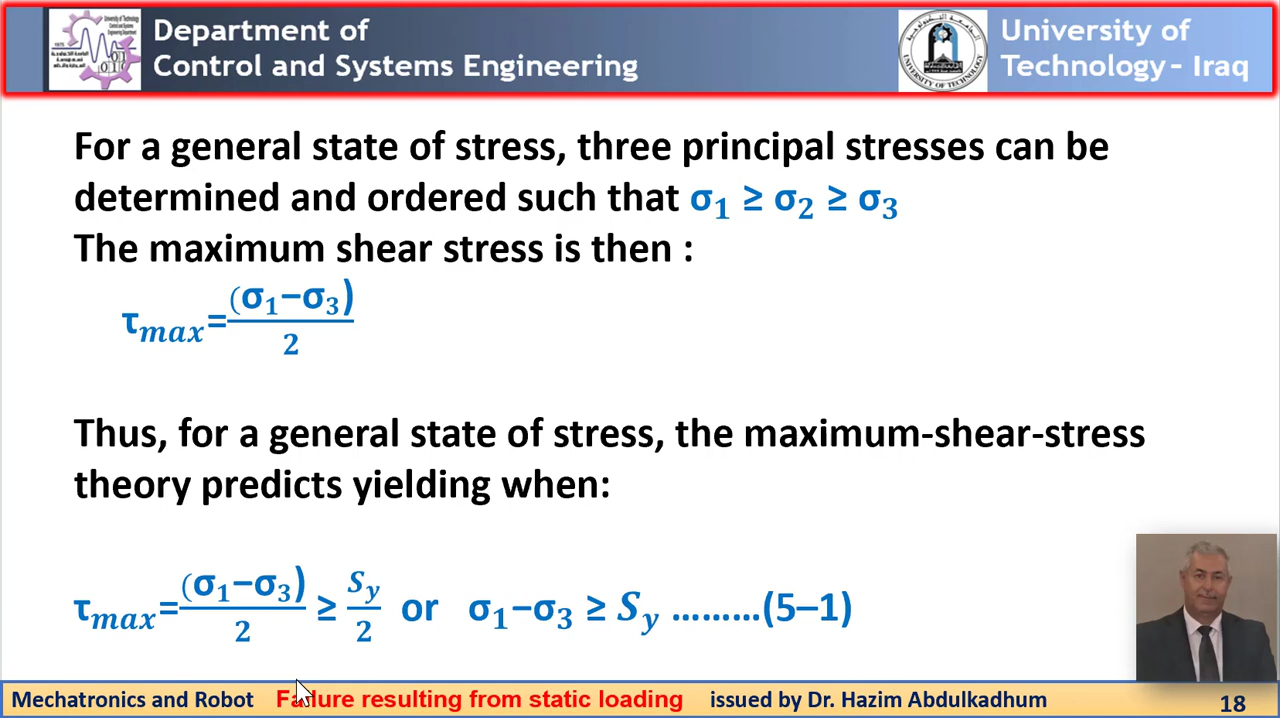 Department of
Control and Systems Engineering
University of
Technology - Iraq
For a general state of stress, three principal stresses can be
determined and ordered such that σ₁ ≥ σ₂ ≥ σ₃
The maximum shear stress is then :
τₘₐₓ=(σ₁−σ₃)/2
Thus, for a general state of stress, the maximum-shear-stress
theory predicts yielding when:
τₘₐₓ=(σ₁−σ₃)/2 ≥ S_y/2 or σ₁−σ₃ ≥ S_y ………(5–1)
Mechatronics and Robot Failure resulting from static loading issued by Dr. Hazim Abdulkadhum 18